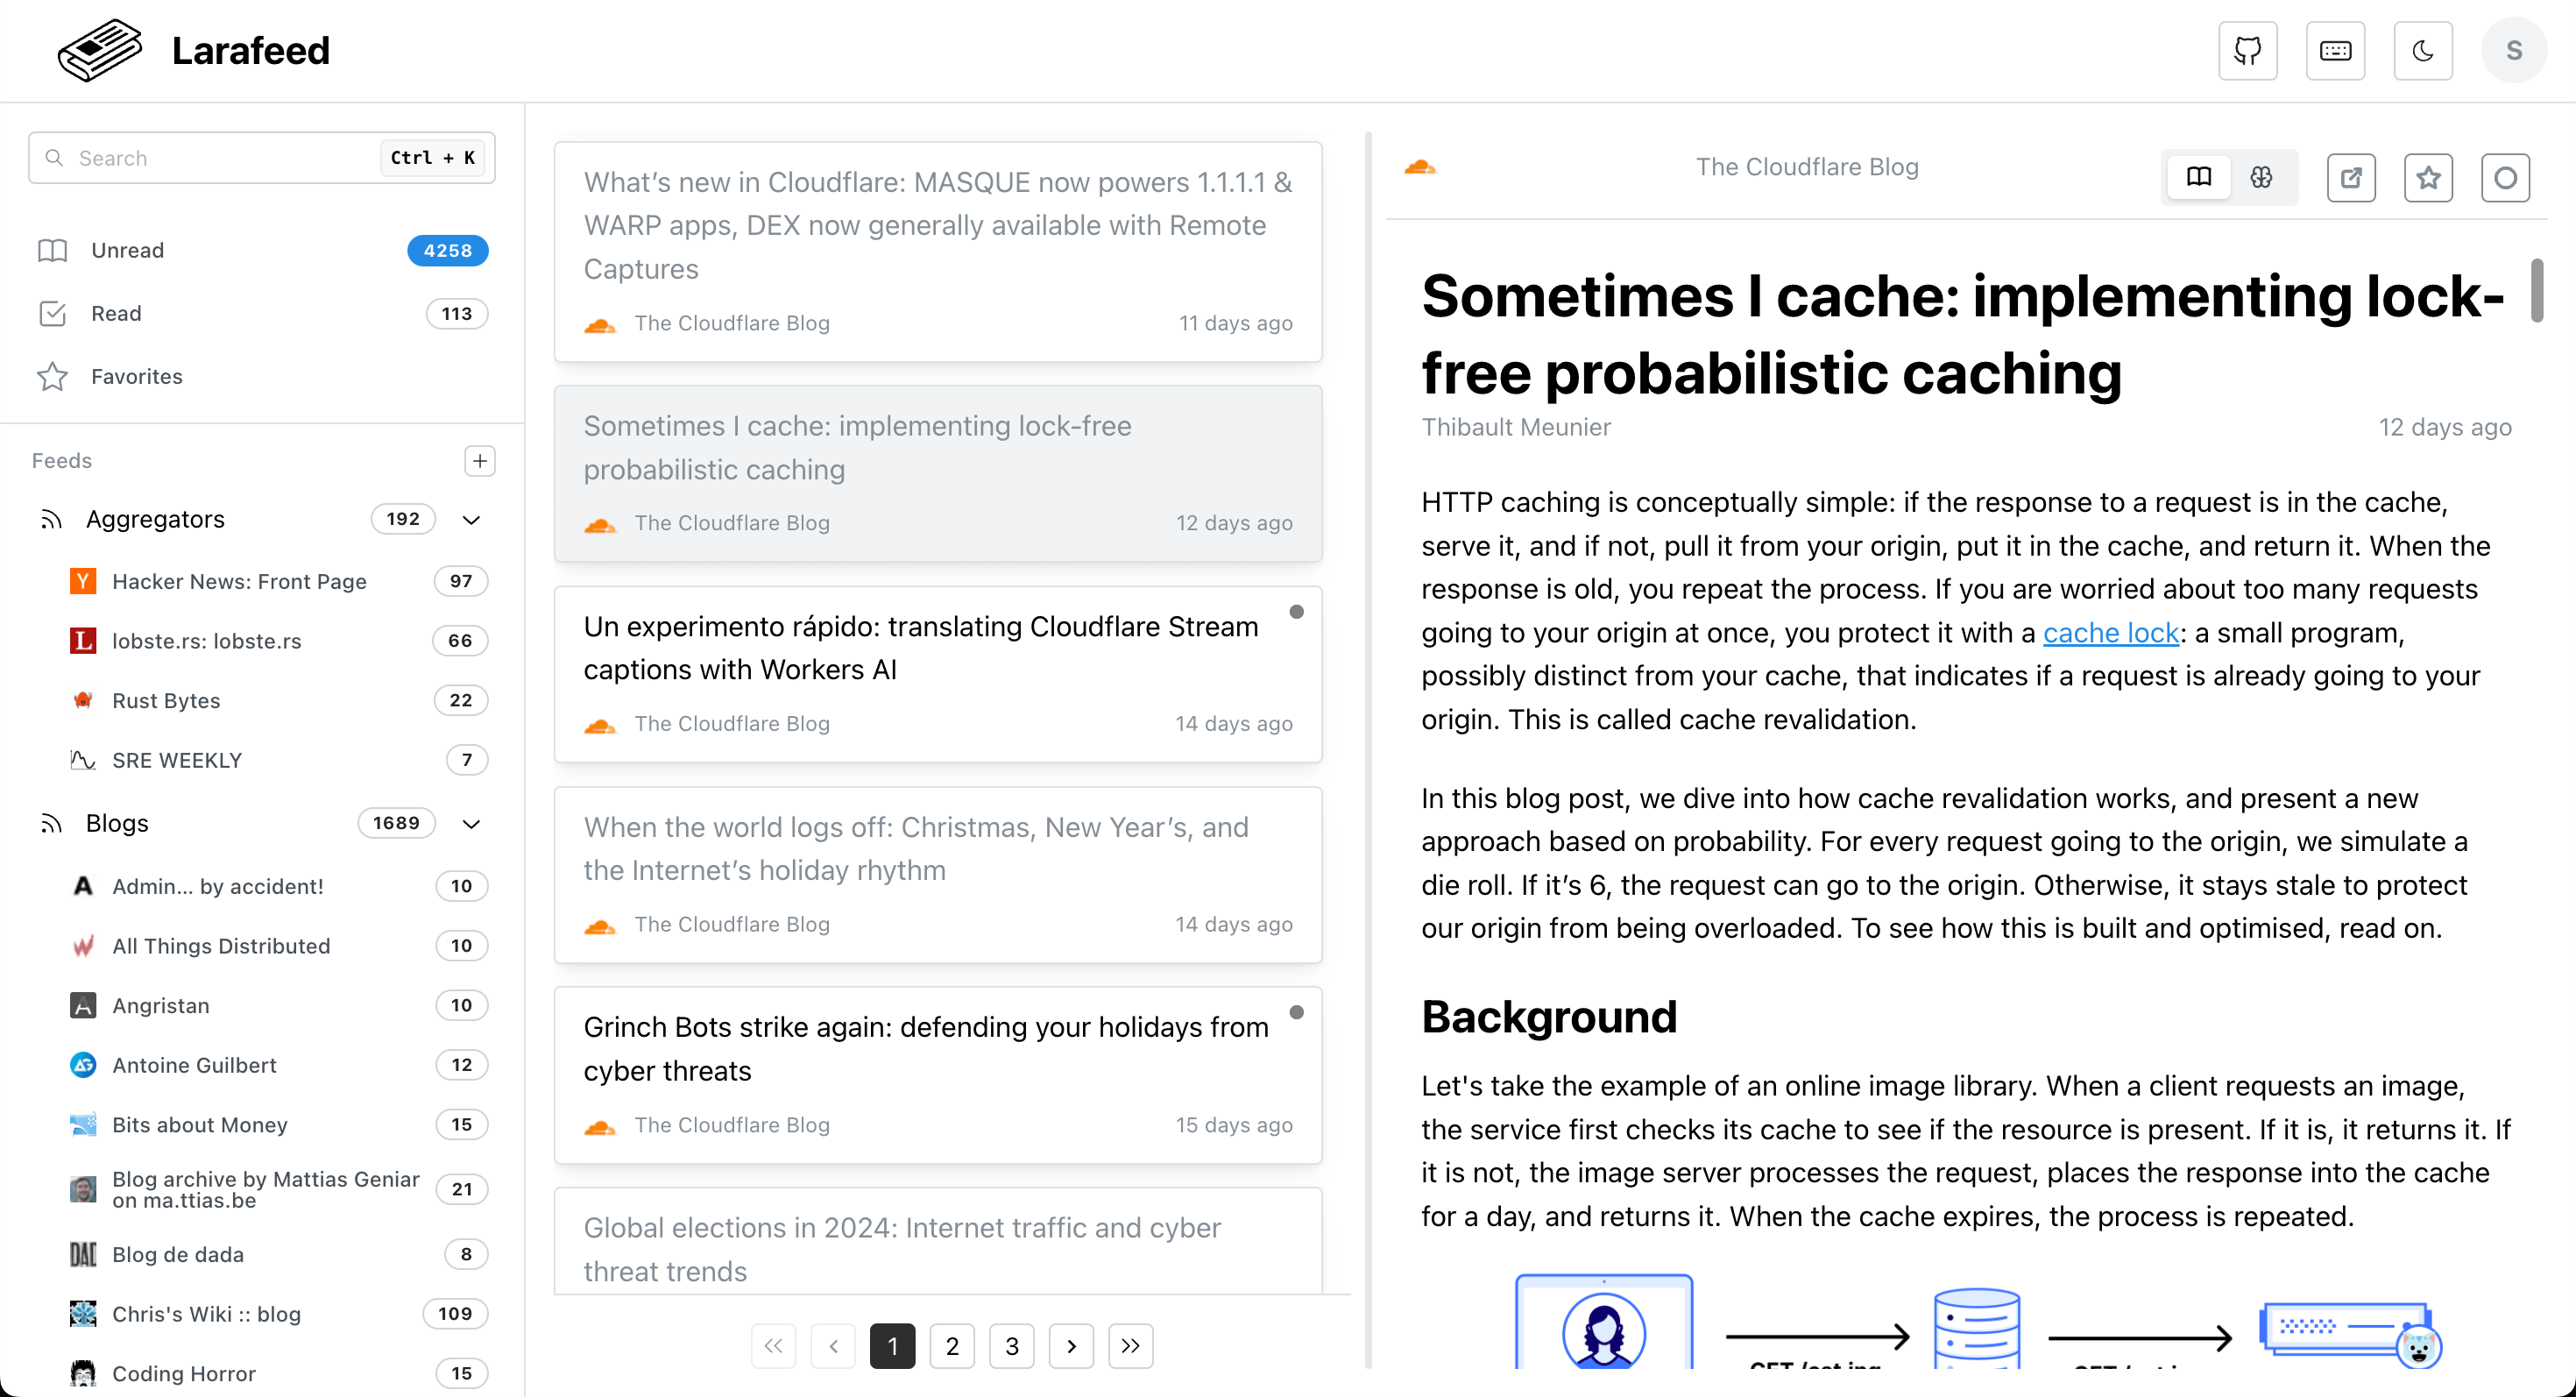 Larafeed
S
Search
Ctrl + K
Unread
4258
Read
113
Favorites
Feeds
Aggregators
192
Y
Hacker News: Front Page
97
L
lobste.rs: lobste.rs
66
Rust Bytes
22
SRE WEEKLY
7
Blogs
1689
A
Admin... by accident!
10
All Things Distributed
10
A
Angristan
10
Antoine Guilbert
12
Bits about Money
15
Blog archive by Mattias Geniar
on ma.ttias.be
21
Blog de dada
8
Chris's Wiki :: blog
109
Coding Horror
15
What’s new in Cloudflare: MASQUE now powers 1.1.1.1 &
WARP apps, DEX now generally available with Remote
Captures
The Cloudflare Blog
11 days ago
Sometimes I cache: implementing lock-free
probabilistic caching
The Cloudflare Blog
12 days ago
Un experimento rápido: translating Cloudflare Stream
captions with Workers AI
The Cloudflare Blog
14 days ago
When the world logs off: Christmas, New Year’s, and
the Internet’s holiday rhythm
The Cloudflare Blog
14 days ago
Grinch Bots strike again: defending your holidays from
cyber threats
The Cloudflare Blog
15 days ago
Global elections in 2024: Internet traffic and cyber
threat trends
1
2
3
The Cloudflare Blog
Sometimes I cache: implementing lock-
free probabilistic caching
Thibault Meunier
12 days ago
HTTP caching is conceptually simple: if the response to a request is in the cache,
serve it, and if not, pull it from your origin, put it in the cache, and return it. When the
response is old, you repeat the process. If you are worried about too many requests
going to your origin at once, you protect it with a cache lock: a small program,
possibly distinct from your cache, that indicates if a request is already going to your
origin. This is called cache revalidation.
In this blog post, we dive into how cache revalidation works, and present a new
approach based on probability. For every request going to the origin, we simulate a
die roll. If it’s 6, the request can go to the origin. Otherwise, it stays stale to protect
our origin from being overloaded. To see how this is built and optimised, read on.
Background
Let's take the example of an online image library. When a client requests an image,
the service first checks its cache to see if the resource is present. If it is, it returns it. If
it is not, the image server processes the request, places the response into the cache
for a day, and returns it. When the cache expires, the process is repeated.